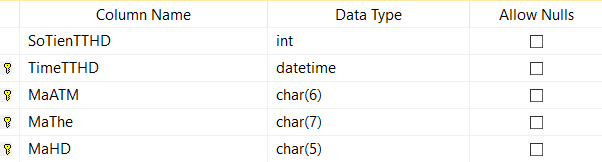 Column Name Data Type Allow Nulls
SoTienTTHD int
TimeTTHD datetime
MaATM char(6)
MaThe char(7)
MaHD char(5)